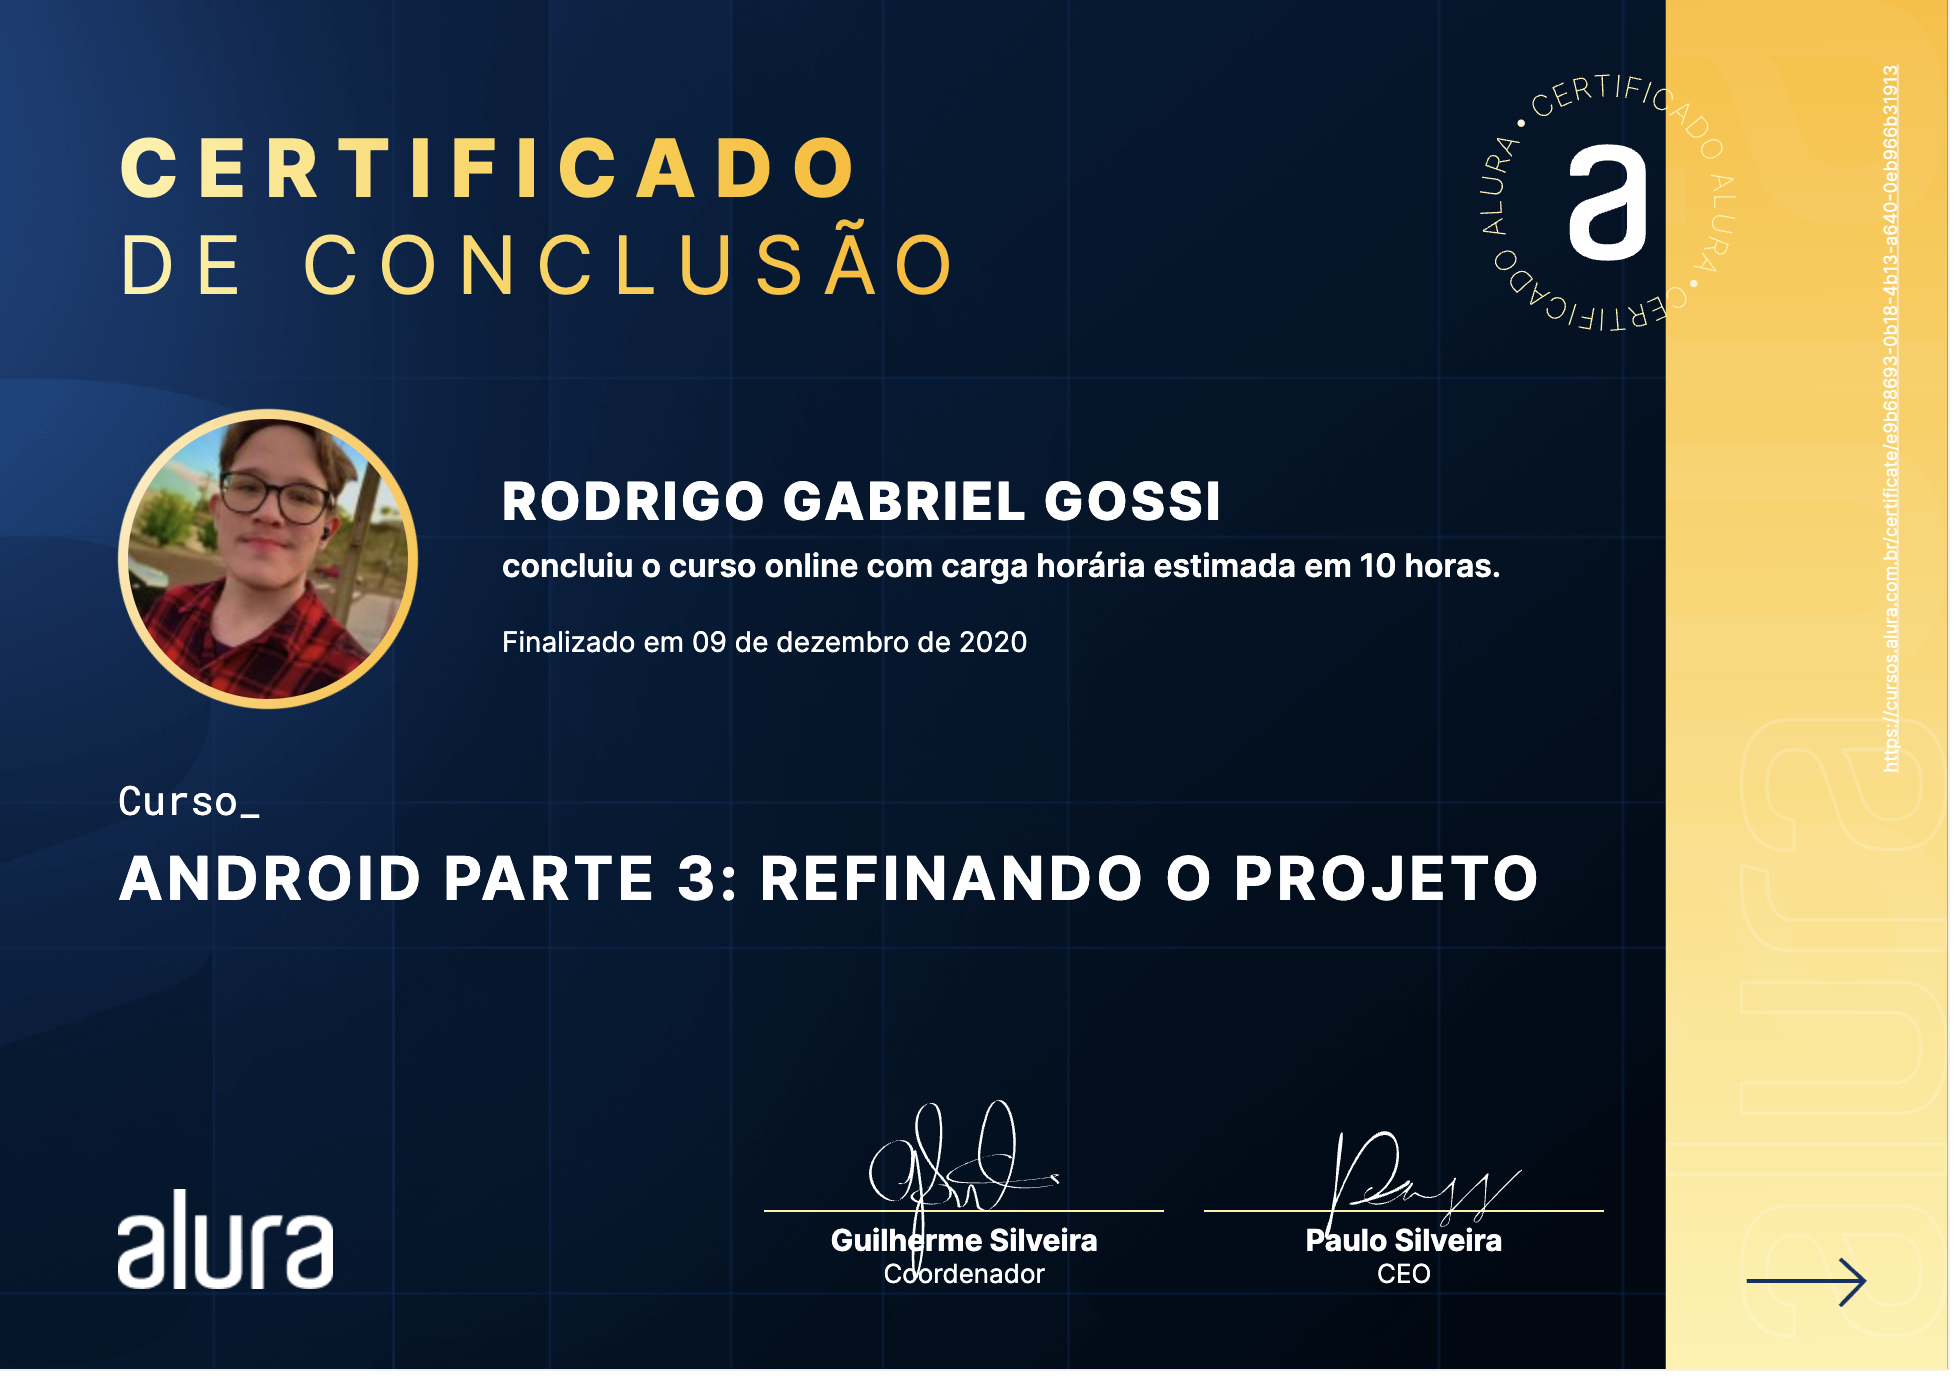 CERTIFICADO
DE CONCLUSÃO
CERTIFICADO ALURA • CERTIFICADO ALURA •
a
RODRIGO GABRIEL GOSSI
concluiu o curso online com carga horária estimada em 10 horas.
Finalizado em 09 de dezembro de 2020
Curso_
ANDROID PARTE 3: REFINANDO O PROJETO
alura
Guilherme Silveira
Coordenador
Paulo Silveira
CEO
https://cursos.alura.com.br/certificate/e9b68693-0b18-4b13-a640-0eb966b31913
alura